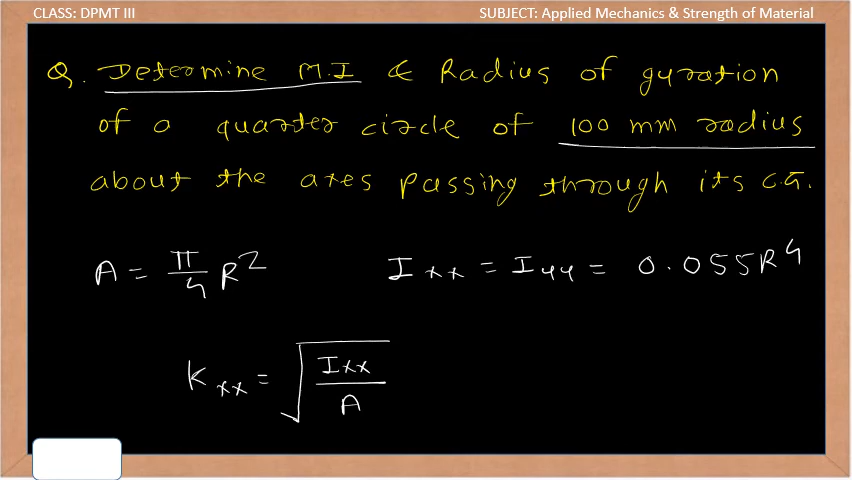 CLASS: DPMT III
SUBJECT: Applied Mechanics & Strength of Material
Q. Determine M.I & Radius of gyration
of a quarter circle of 100 mm radius
about the axes passing through its C.G.
A = π/4 R²
Ixx = Iyy = 0.055R⁴
Kxx = √(Ixx/A)